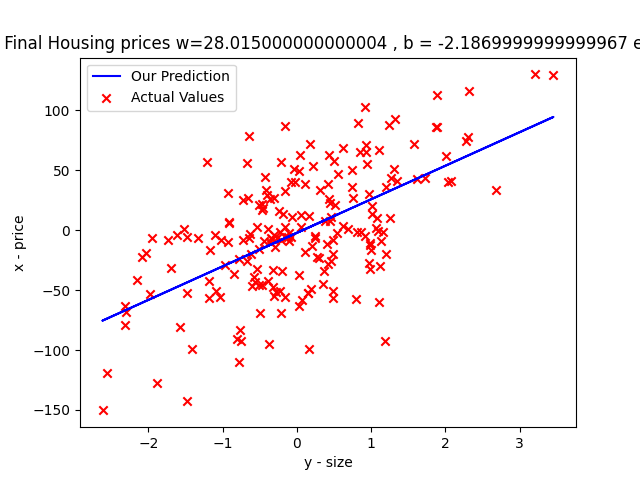 Final Housing prices w=28.015000000000004 , b = -2.1869999999999967 e
Our Prediction
Actual Values
100
50
0
−50
−100
−150
x - price
−2
−1
0
1
2
3
y - size